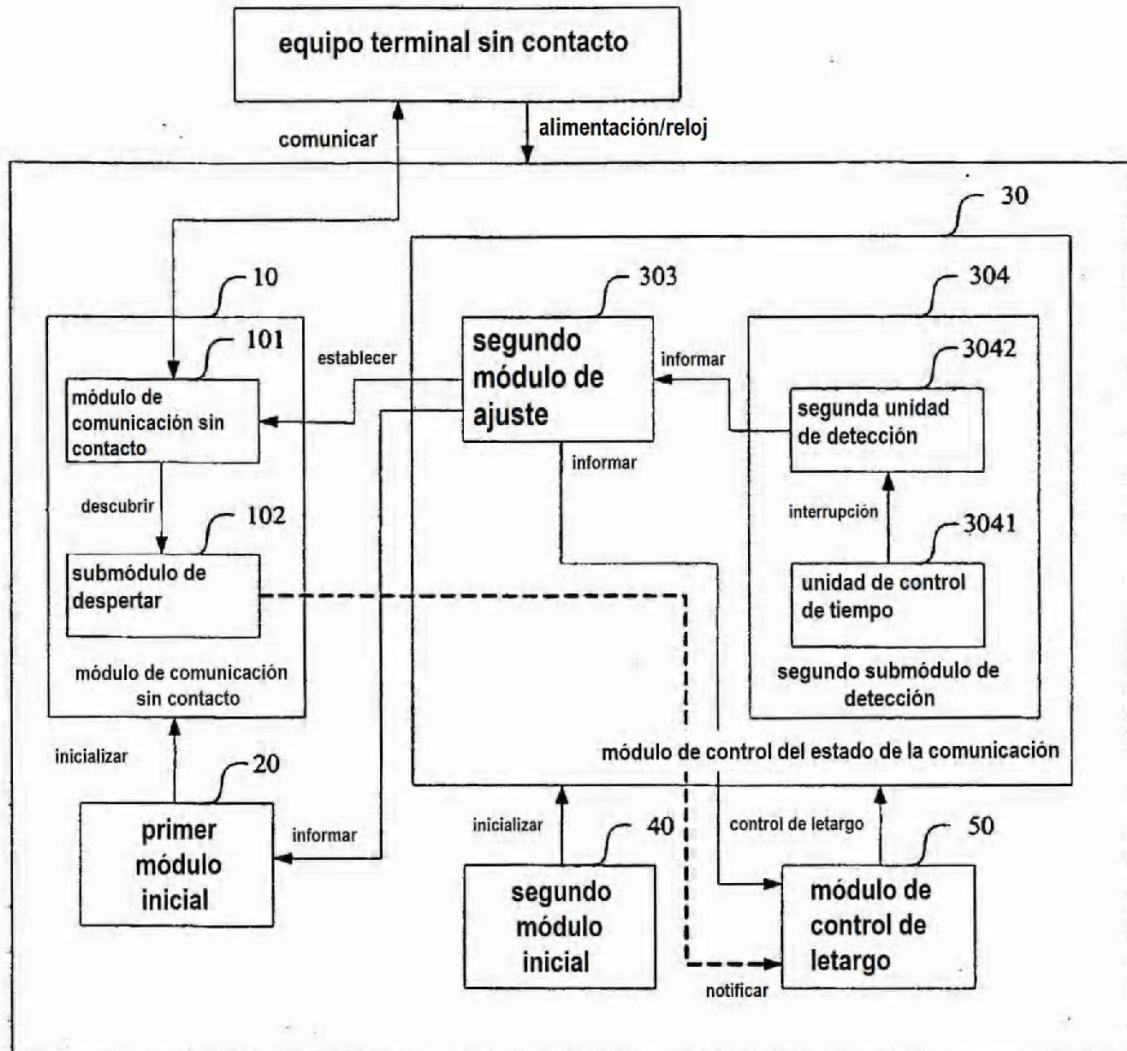 equipo terminal sin contacto
comunicar
alimentación/reloj
30
10
303
304
101
segundo
módulo de
ajuste
establecer
informar
3042
módulo de
comunicación sin
contacto
segunda unidad
de detección
informar
descubrir
102
interrupción
3041
submódulo de
despertar
unidad de control
de tiempo
módulo de comunicación
sin contacto
segundo submódulo de
detección
inicializar
módulo de control del estado de la comunicación
20
primer
módulo
inicial
informar
inicializar
40
control de letargo
50
segundo
módulo
inicial
módulo de
control de
letargo
notificar